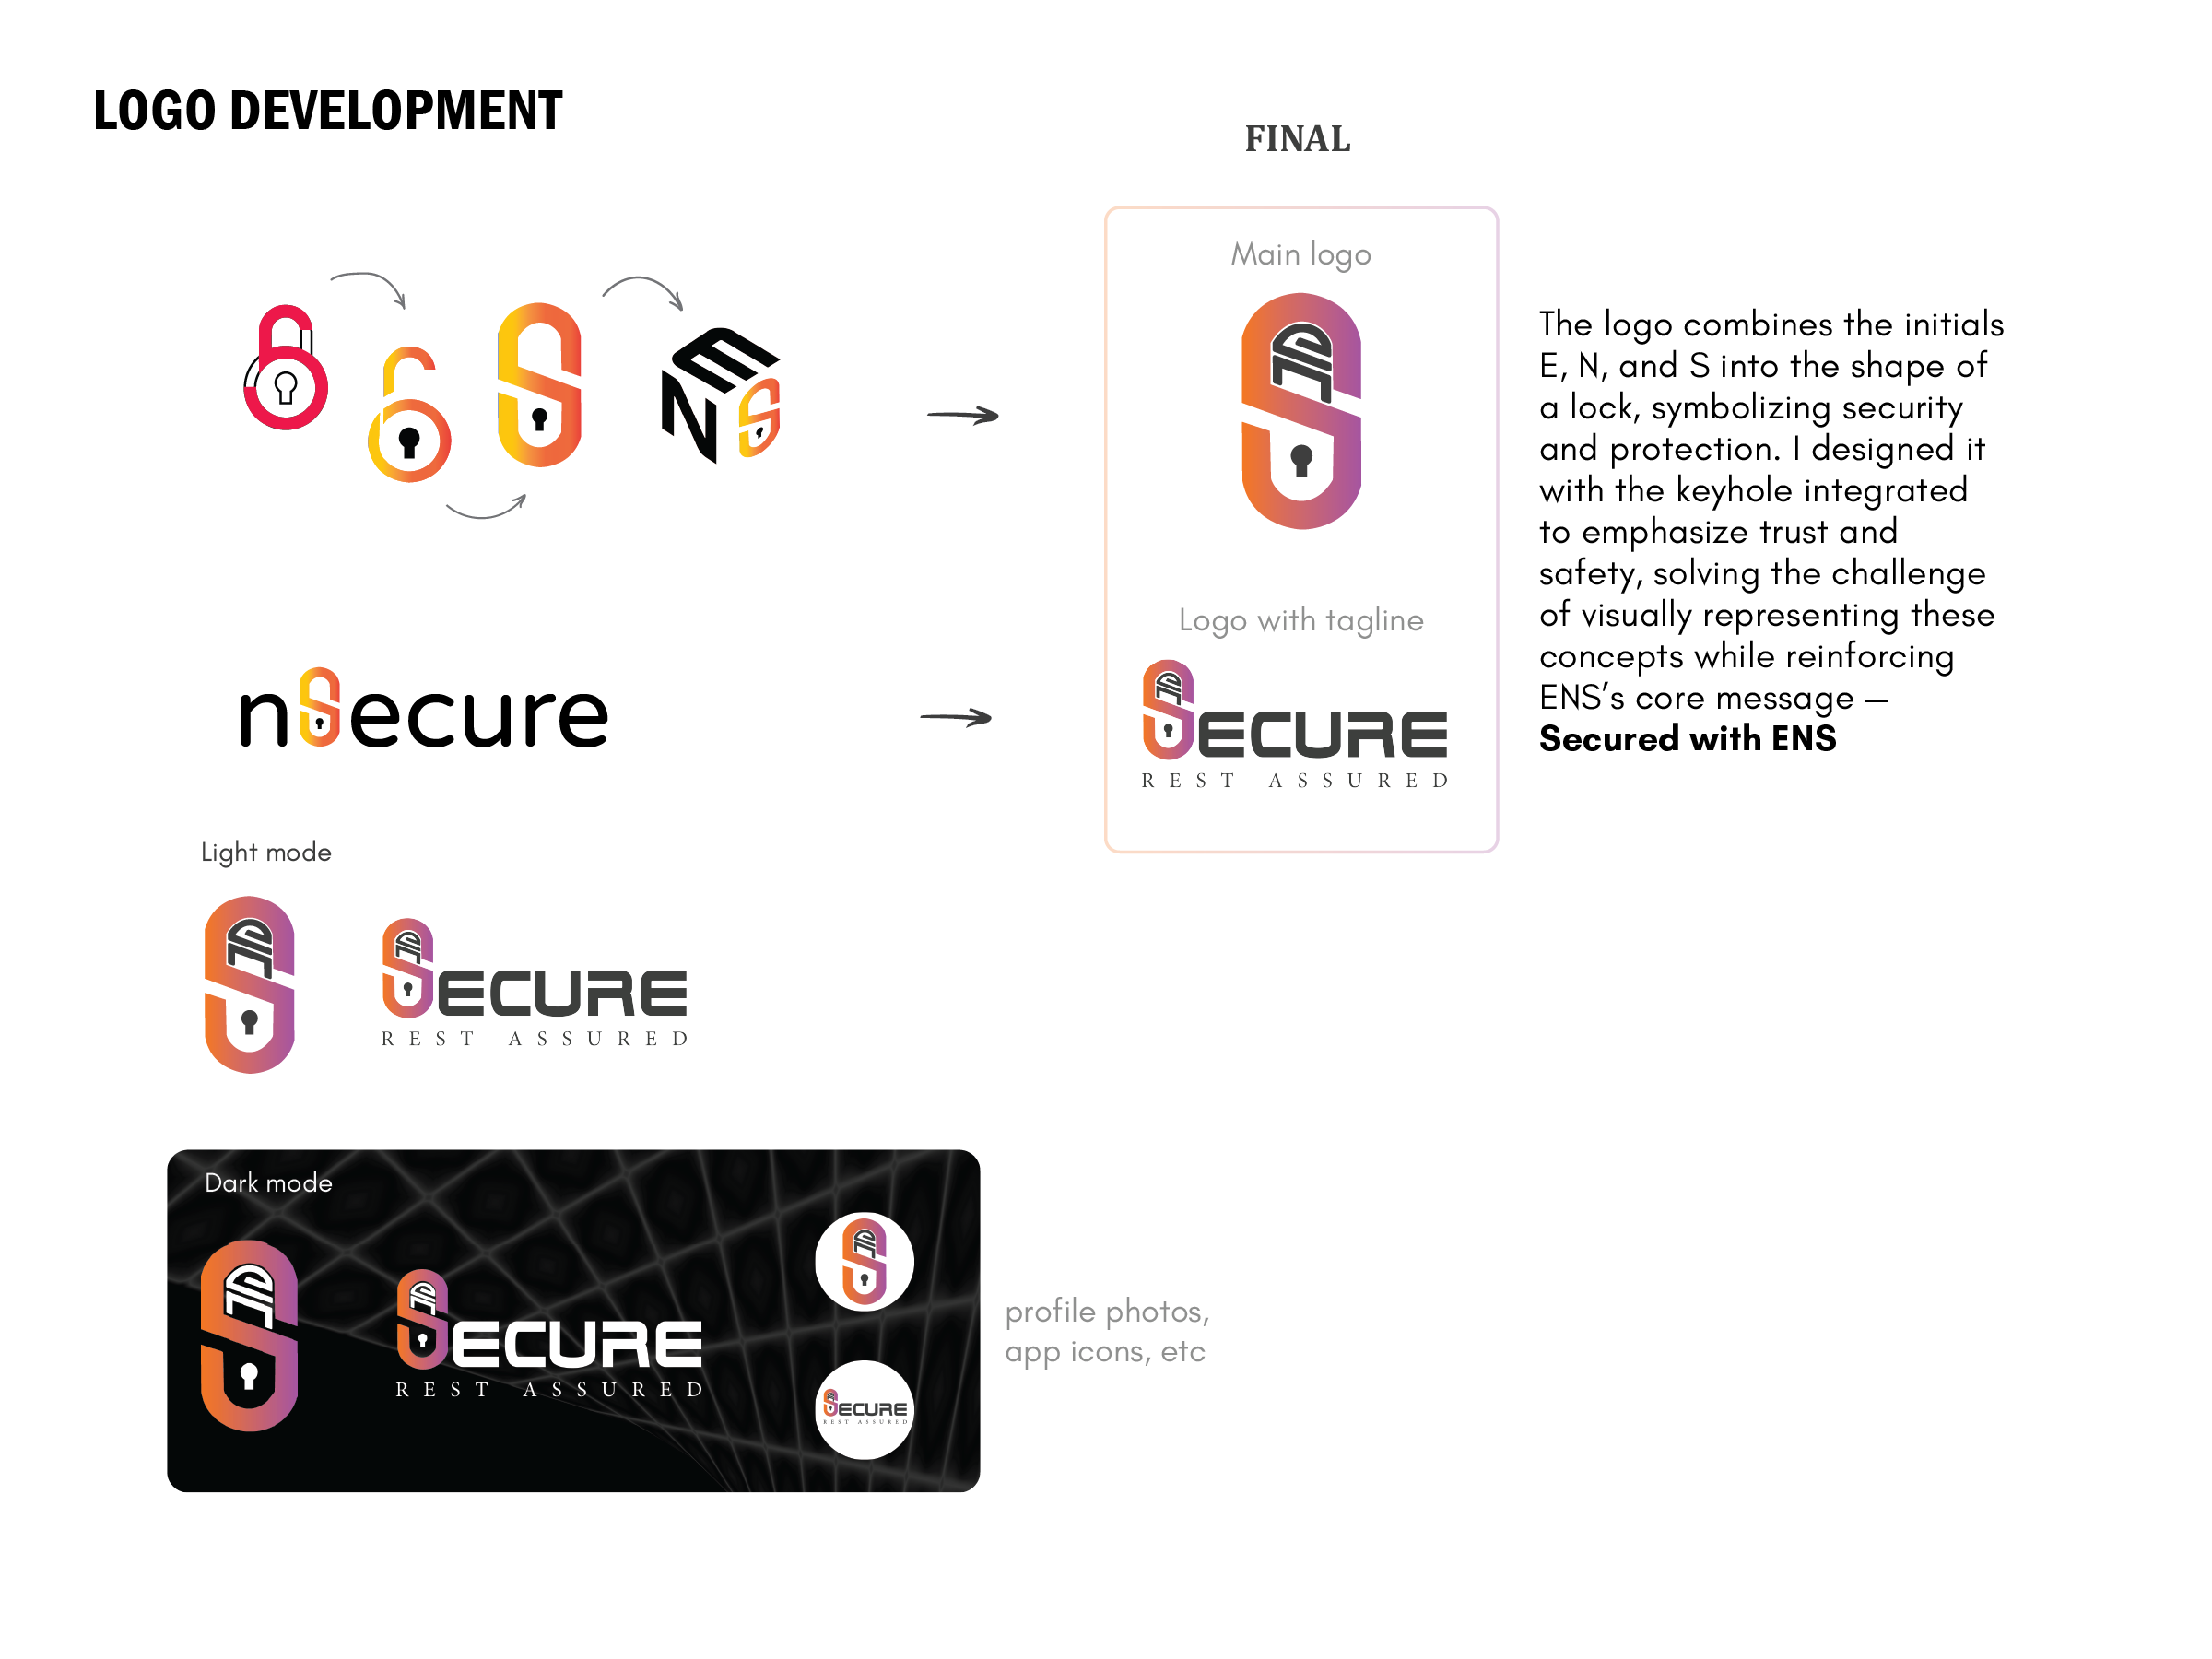 LOGO DEVELOPMENT
FINAL
Main logo
ENS
The logo combines the initials
E, N, and S into the shape of
a lock, symbolizing security
and protection. I designed it
with the keyhole integrated
to emphasize trust and
safety, solving the challenge
of visually representing these
concepts while reinforcing
ENS’s core message —
Secured with ENS
nSecure
Logo with tagline
SECURE
REST ASSURED
Light mode
SECURE
REST ASSURED
Dark mode
SECURE
REST ASSURED
SECURE
REST ASSURED
profile photos,
app icons, etc